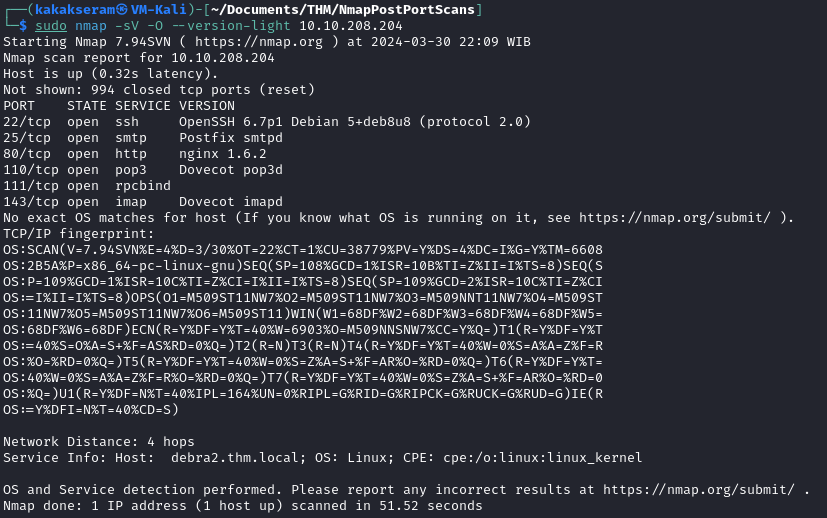 ┌──(kakakseram㉿VM-Kali)-[~/Documents/THM/NmapPostPortScans]
└─$ sudo nmap -sV -O --version-light 10.10.208.204
Starting Nmap 7.94SVN ( https://nmap.org ) at 2024-03-30 22:09 WIB
Nmap scan report for 10.10.208.204
Host is up (0.32s latency).
Not shown: 994 closed tcp ports (reset)
PORT    STATE SERVICE VERSION
22/tcp  open  ssh     OpenSSH 6.7p1 Debian 5+deb8u8 (protocol 2.0)
25/tcp  open  smtp    Postfix smtpd
80/tcp  open  http    nginx 1.6.2
110/tcp open  pop3    Dovecot pop3d
111/tcp open  rpcbind
143/tcp open  imap    Dovecot imapd
No exact OS matches for host (If you know what OS is running on it, see https://nmap.org/submit/ ).
TCP/IP fingerprint:
OS:SCAN(V=7.94SVN%E=4%D=3/30%OT=22%CT=1%CU=38779%PV=Y%DS=4%DC=I%G=Y%TM=6608
OS:2B5A%P=x86_64-pc-linux-gnu)SEQ(SP=108%GCD=1%ISR=10B%TI=Z%II=I%TS=8)SEQ(S
OS:P=109%GCD=1%ISR=10C%TI=Z%CI=I%II=I%TS=8)SEQ(SP=109%GCD=2%ISR=10C%TI=Z%CI
OS:=I%II=I%TS=8)OPS(O1=M509ST11NW7%O2=M509ST11NW7%O3=M509NNT11NW7%O4=M509ST
OS:11NW7%O5=M509ST11NW7%O6=M509ST11)WIN(W1=68DF%W2=68DF%W3=68DF%W4=68DF%W5=
OS:68DF%W6=68DF)ECN(R=Y%DF=Y%T=40%W=6903%O=M509NNSNW7%CC=Y%Q=)T1(R=Y%DF=Y%T
OS:=40%S=O%A=S+%F=AS%RD=0%Q=)T2(R=N)T3(R=N)T4(R=Y%DF=Y%T=40%W=0%S=A%A=Z%F=R
OS:%O=%RD=0%Q=)T5(R=Y%DF=Y%T=40%W=0%S=Z%A=S+%F=AR%O=%RD=0%Q=)T6(R=Y%DF=Y%T=
OS:40%W=0%S=A%A=Z%F=R%O=%RD=0%Q=)T7(R=Y%DF=Y%T=40%W=0%S=Z%A=S+%F=AR%O=%RD=0
OS:%Q=)U1(R=Y%DF=N%T=40%IPL=164%UN=0%RIPL=G%RID=G%RIPCK=G%RUCK=G%RUD=G)IE(R
OS:=Y%DFI=N%T=40%CD=S)
Network Distance: 4 hops
Service Info: Host:  debra2.thm.local; OS: Linux; CPE: cpe:/o:linux:linux_kernel
OS and Service detection performed. Please report any incorrect results at https://nmap.org/submit/ .
Nmap done: 1 IP address (1 host up) scanned in 51.52 seconds